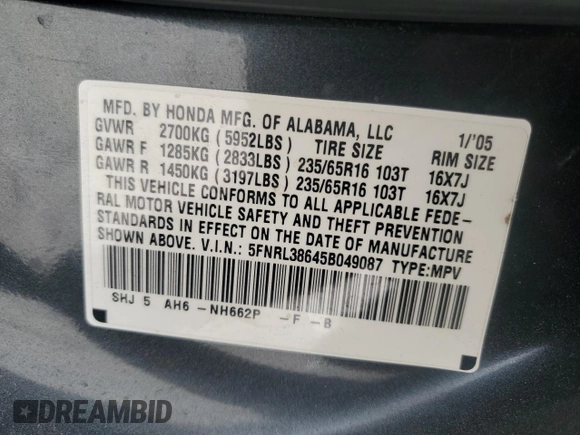 MFD. BY HONDA MFG. OF ALABAMA, LLC 1/'05
GVWR 2700KG (5952LBS) TIRE SIZE RIM SIZE
GAWR F 1285KG (2833LBS) 235/65R16 103T 16X7J
GAWR R 1450KG (3197LBS) 235/65R16 103T 16X7J
THIS VEHICLE CONFORMS TO ALL APPLICABLE FEDE-
RAL MOTOR VEHICLE SAFETY AND THEFT PREVENTION
STANDARDS IN EFFECT ON THE DATE OF MANUFACTURE
SHOWN ABOVE. V.I.N.: 5FNRL38645B049087 TYPE:MPV
SHJ 5 AH6 -NH662P -F -B
DREAMBID